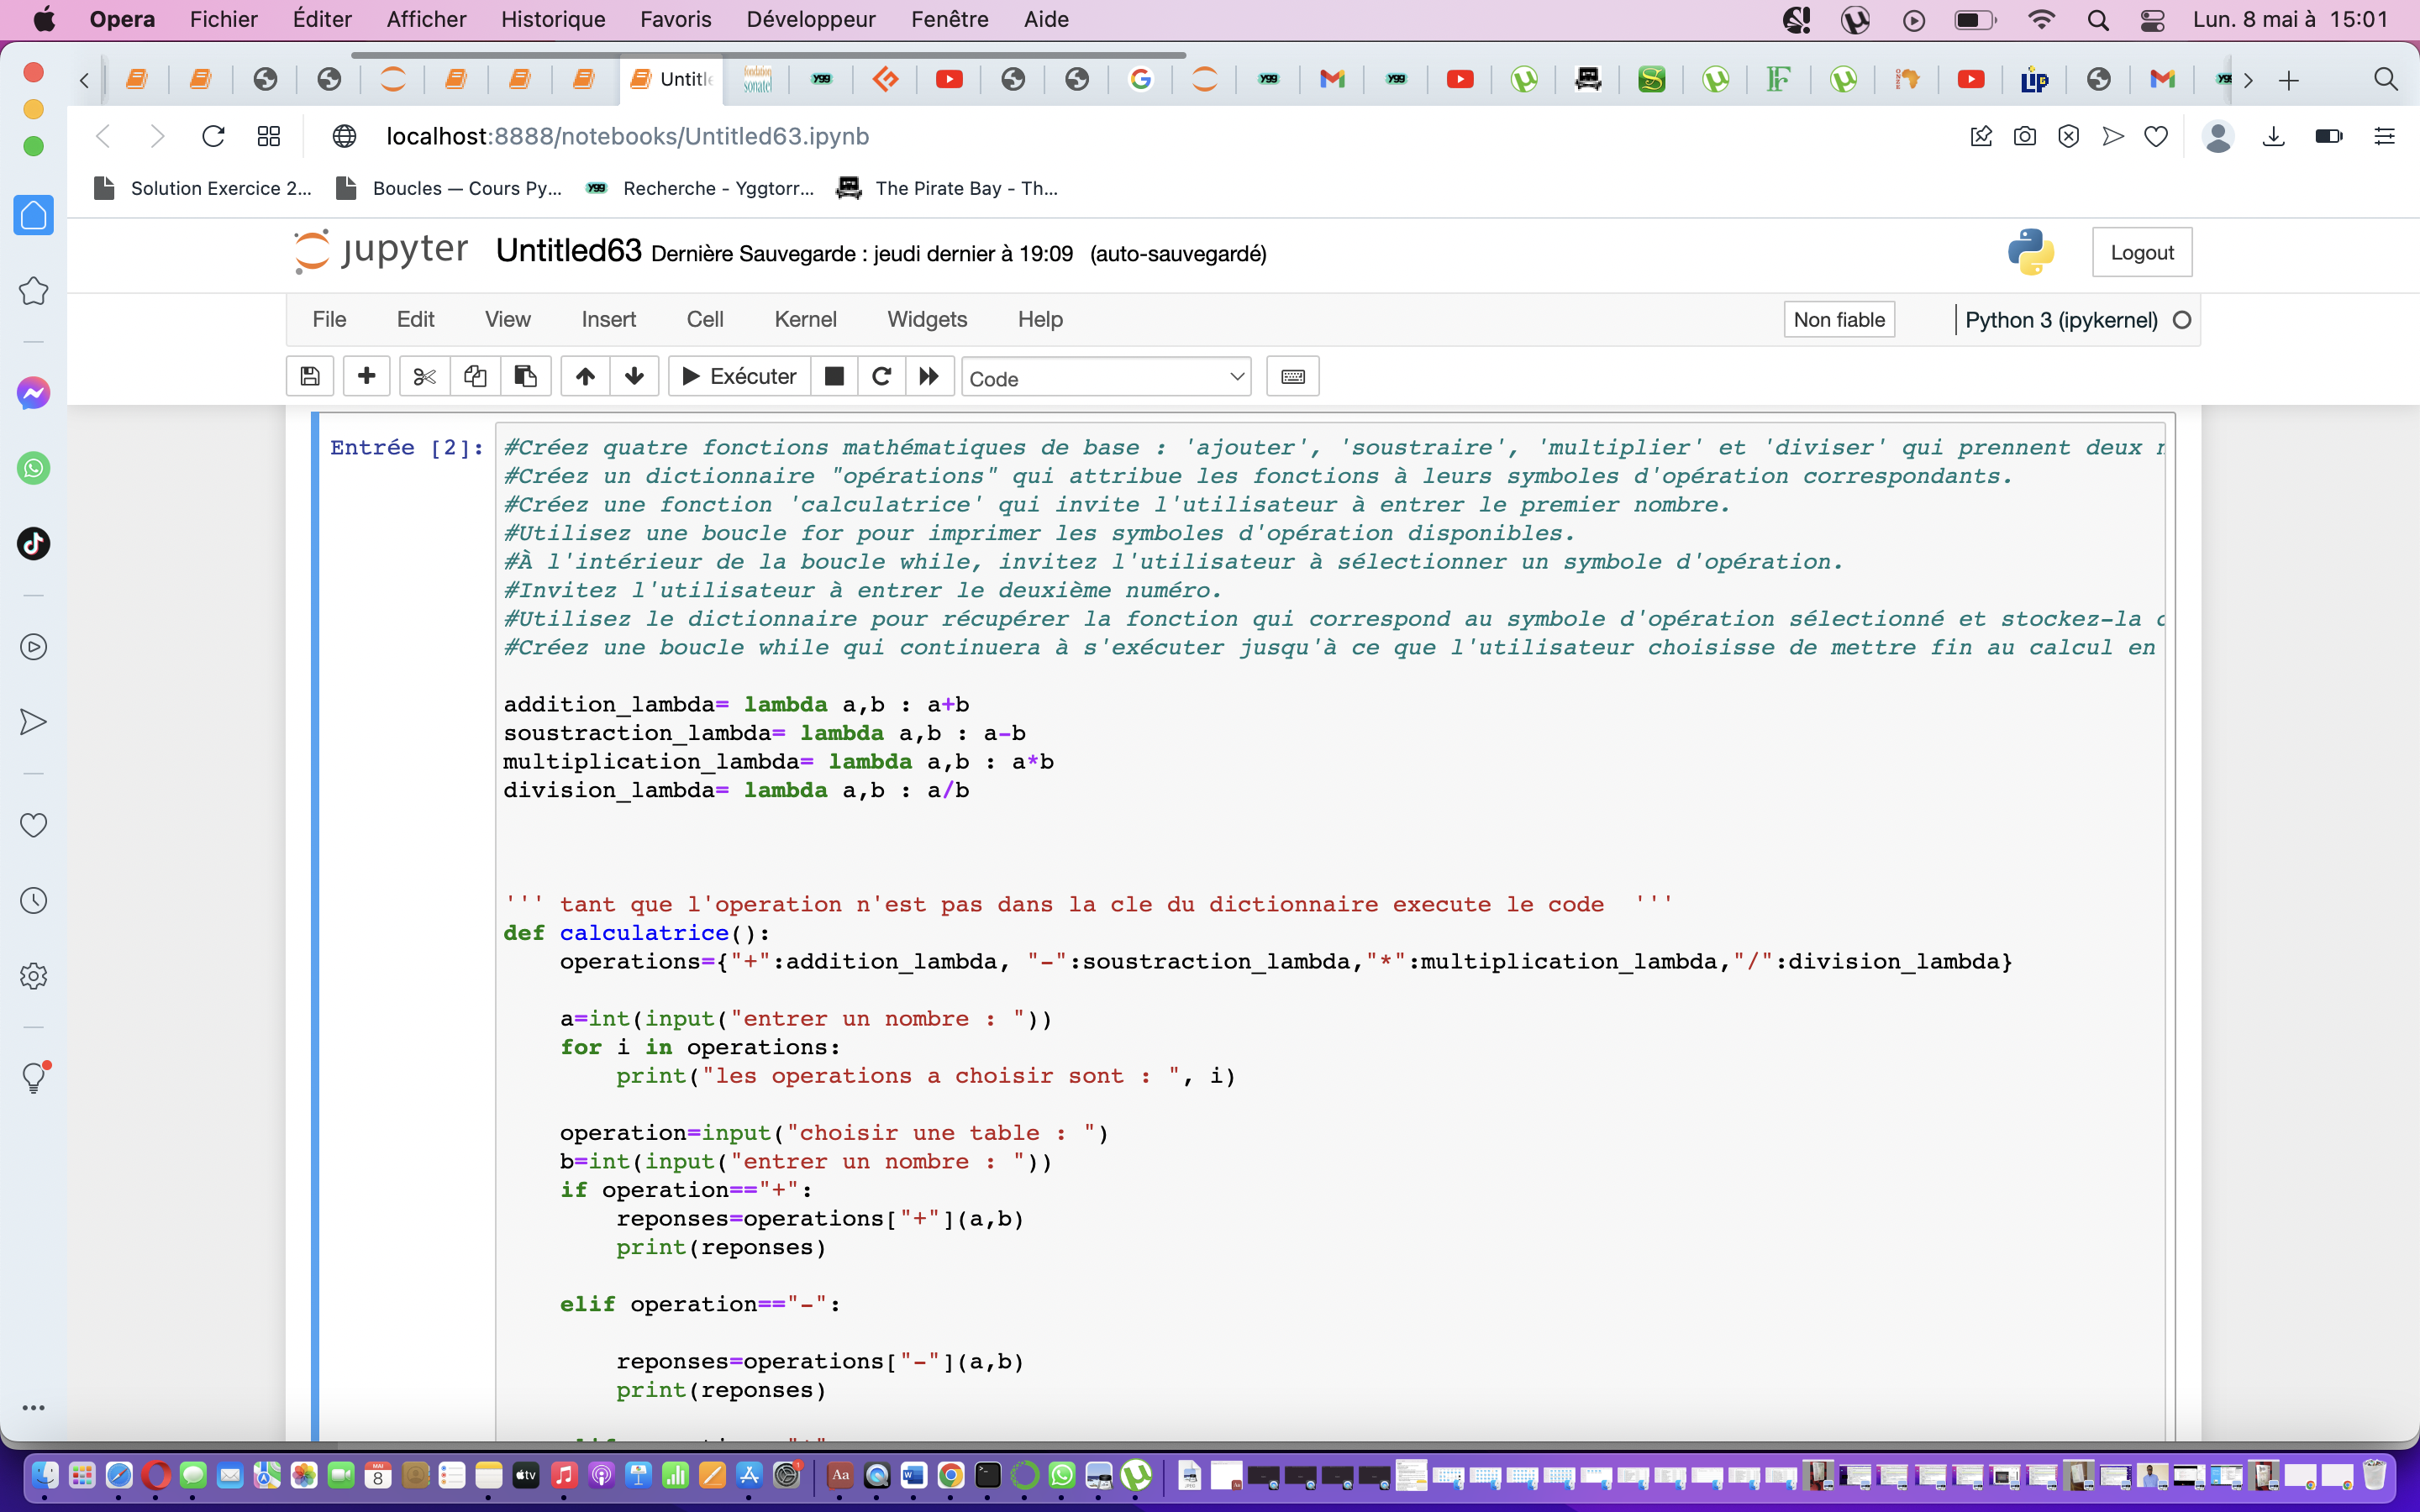 Opera Fichier Éditer Afficher Historique Favoris Développeur Fenêtre Aide Lun. 8 mai à 15:01
Untitle
localhost:8888/notebooks/Untitled63.ipynb
Solution Exercice 2... Boucles — Cours Py... Recherche - Yggtorr... The Pirate Bay - Th...
jupyter Untitled63 Dernière Sauvegarde : jeudi dernier à 19:09 (auto-sauvegardé) Logout
File Edit View Insert Cell Kernel Widgets Help Non fiable Python 3 (ipykernel)
Exécuter Code
Entrée [2]: #Créez quatre fonctions mathématiques de base : 'ajouter', 'soustraire', 'multiplier' et 'diviser' qui prennent deux
#Créez un dictionnaire "opérations" qui attribue les fonctions à leurs symboles d'opération correspondants.
#Créez une fonction 'calculatrice' qui invite l'utilisateur à entrer le premier nombre.
#Utilisez une boucle for pour imprimer les symboles d'opération disponibles.
#À l'intérieur de la boucle while, invitez l'utilisateur à sélectionner un symbole d'opération.
#Invitez l'utilisateur à entrer le deuxième numéro.
#Utilisez le dictionnaire pour récupérer la fonction qui correspond au symbole d'opération sélectionné et stockez-la
#Créez une boucle while qui continuera à s'exécuter jusqu'à ce que l'utilisateur choisisse de mettre fin au calcul en
addition_lambda= lambda a,b : a+b
soustraction_lambda= lambda a,b : a-b
multiplication_lambda= lambda a,b : a*b
division_lambda= lambda a,b : a/b
''' tant que l'operation n'est pas dans la cle du dictionnaire execute le code '''
def calculatrice():
operations={"+":addition_lambda, "-":soustraction_lambda,"*":multiplication_lambda,"/":division_lambda}
a=int(input("entrer un nombre : "))
for i in operations:
print("les operations a choisir sont : ", i)
operation=input("choisir une table : ")
b=int(input("entrer un nombre : "))
if operation=="+":
reponses=operations["+"](a,b)
print(reponses)
elif operation=="-":
reponses=operations["-"](a,b)
print(reponses)